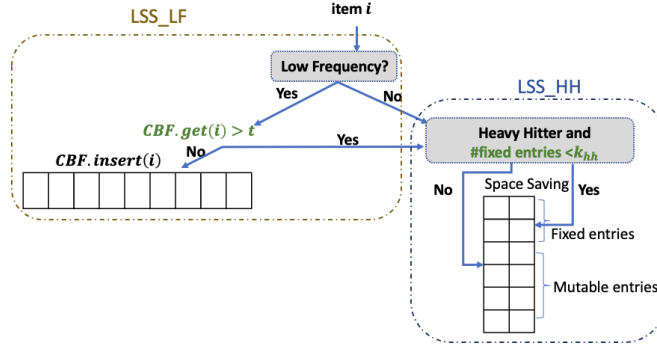 LSS_LF
item i
Low Frequency?
LSS_HH
Yes
No
CBF.get(i) > t
Yes
Heavy Hitter and
#fixed entries <k_hh
No
CBF.insert(i)
No
Space Saving
Yes
Fixed entries
Mutable entries